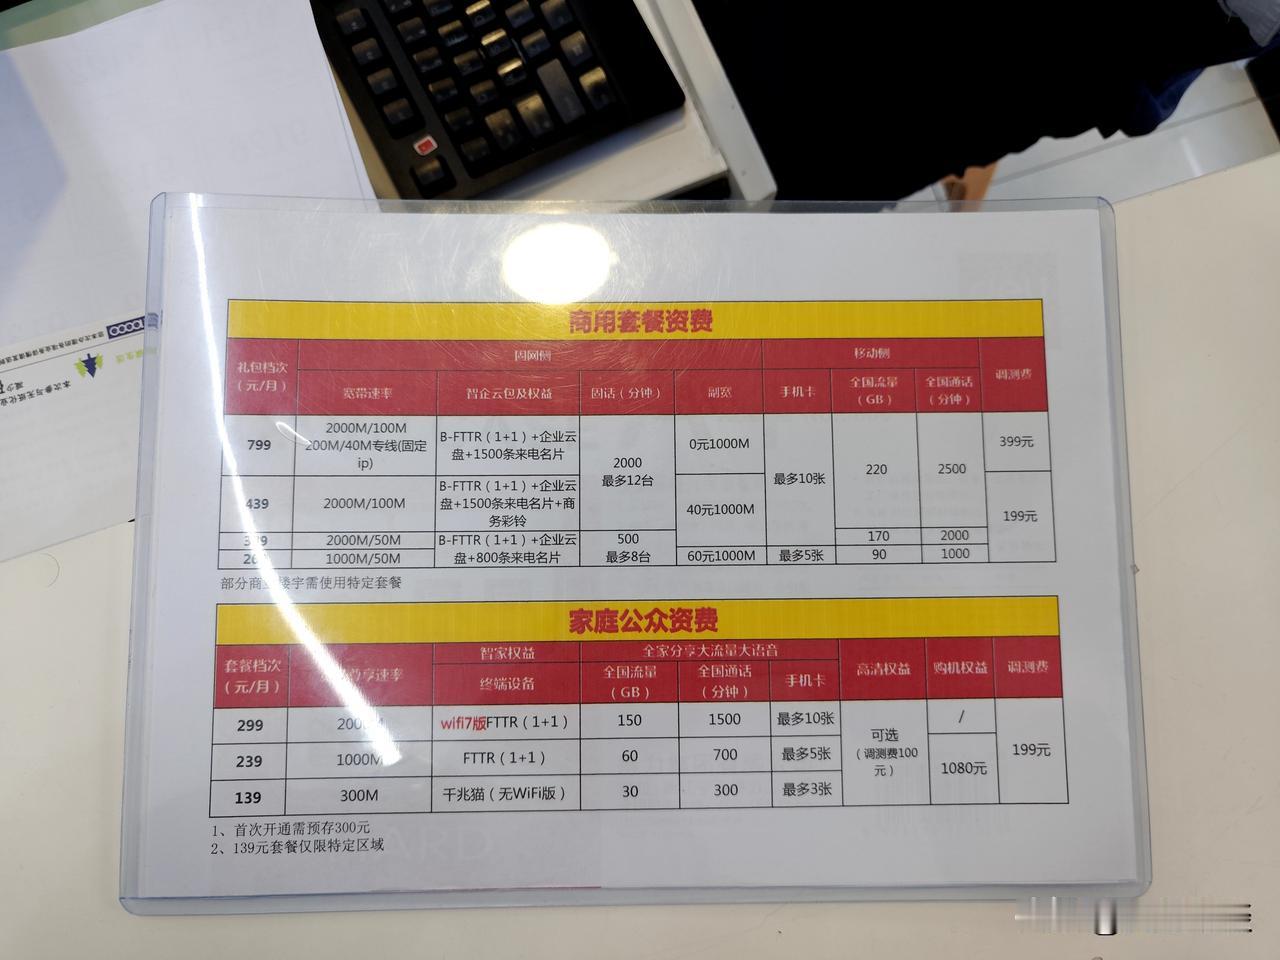 商用套餐资费
礼包档次
（元/月）
固网侧
移动侧
调测费
宽带速率
智企云包及权益
固话（分钟）
副宽
手机卡
全国流量
（GB）
全国通话
（分钟）
799
2000M/100M
200M/40M专线(固定
ip)
B-FTTR（1+1）+企业云
盘+1500条来电名片
2000
最多12台
0元1000M
最多10张
220
2500
399元
439
2000M/100M
B-FTTR（1+1）+企业云
盘+1500条来电名片+商
务彩铃
40元1000M
199元
2000M/50M
B-FTTR（1+1）+企业云
盘+800条来电名片
500
最多8台
170
2000
1000M/50M
60元1000M
最多5张
90
1000
部分商 楼宇需使用特定套餐
家庭公众资费
套餐档次
（元/月）
享速率
智家权益
全家分享大流量大语音
高清权益
购机权益
调测费
终端设备
全国流量
（GB）
全国通话
（分钟）
手机卡
299
wifi7版FTTR（1+1）
150
1500
最多10张
可选
（调测费100
元）
/
199元
239
1000M
FTTR（1+1）
60
700
最多5张
1080元
139
300M
千兆猫（无WiFi版）
30
300
最多3张
1、首次开通需预存300元
2、139元套餐仅限特定区域
10000